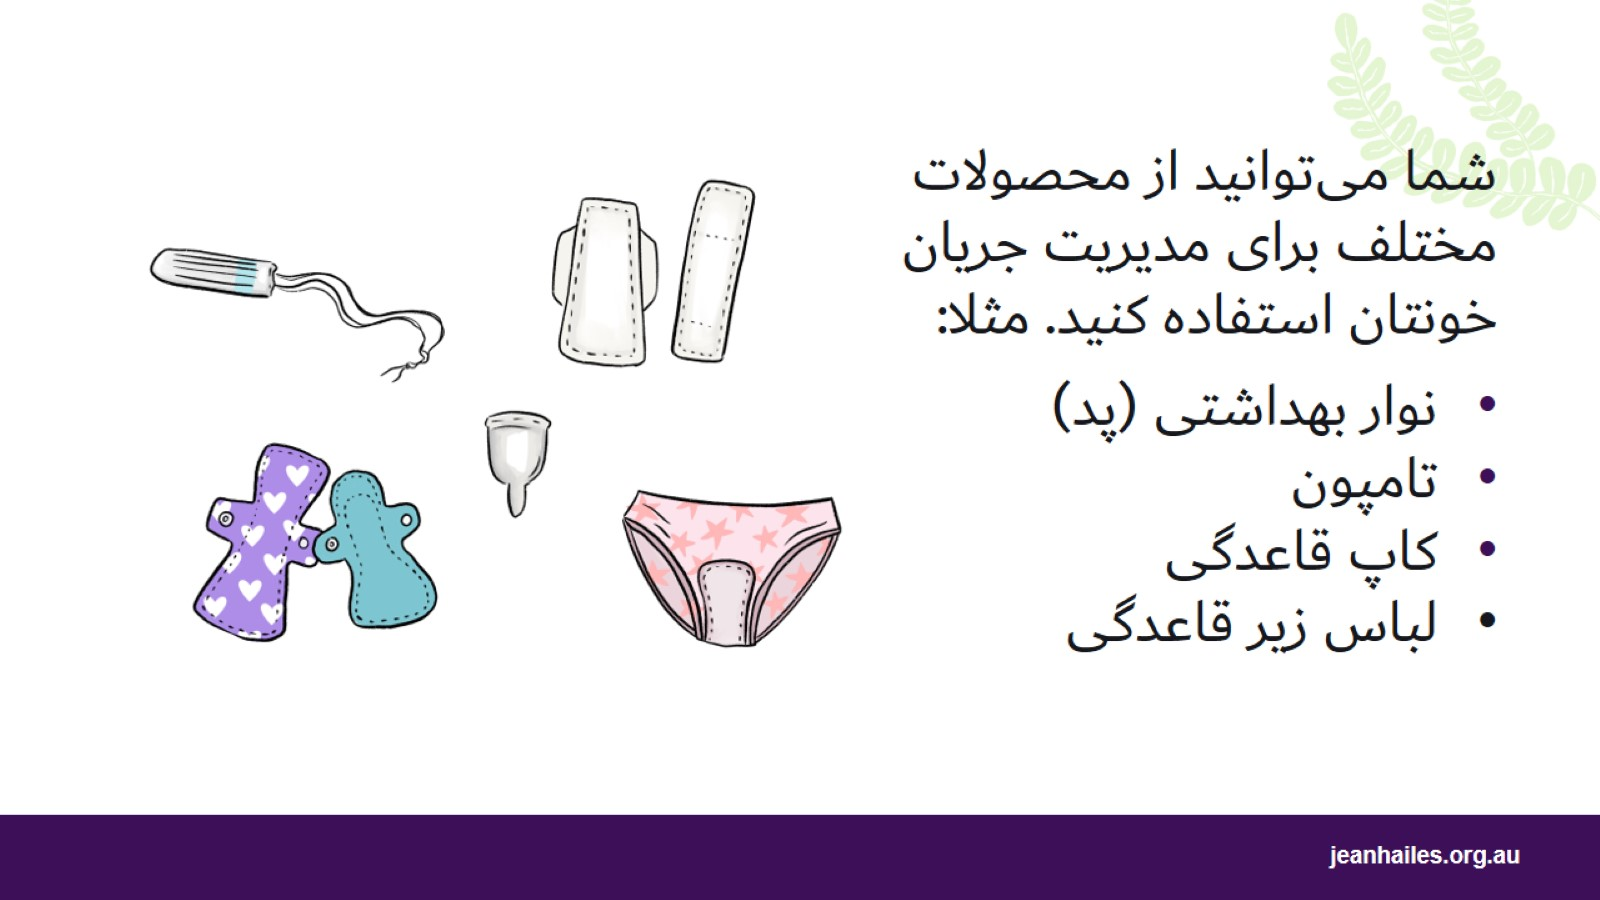 شما می‌توانید از محصولات
مختلف برای مدیریت جریان
خونتان استفاده کنید. مثلا:
• نوار بهداشتی (پد)
• تامپون
• کاپ قاعدگی
• لباس زیر قاعدگی
jeanhailes.org.au